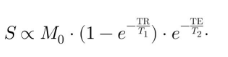 S ∝ M₀ · (1 − e^{−TR/T₁}) · e^{−TE/T₂}.